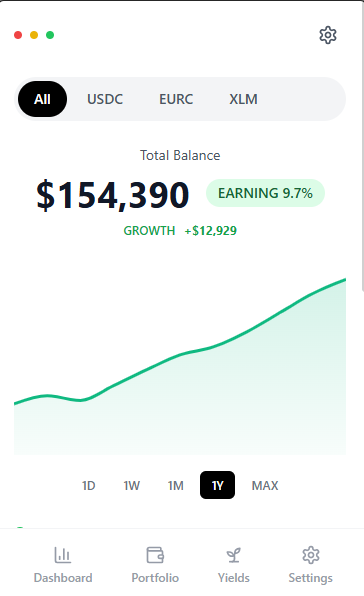 All USDC EURC XLM
Total Balance
$154,390 EARNING 9.7%
GROWTH +$12,929
1D 1W 1M 1Y MAX
Dashboard Portfolio Yields Settings